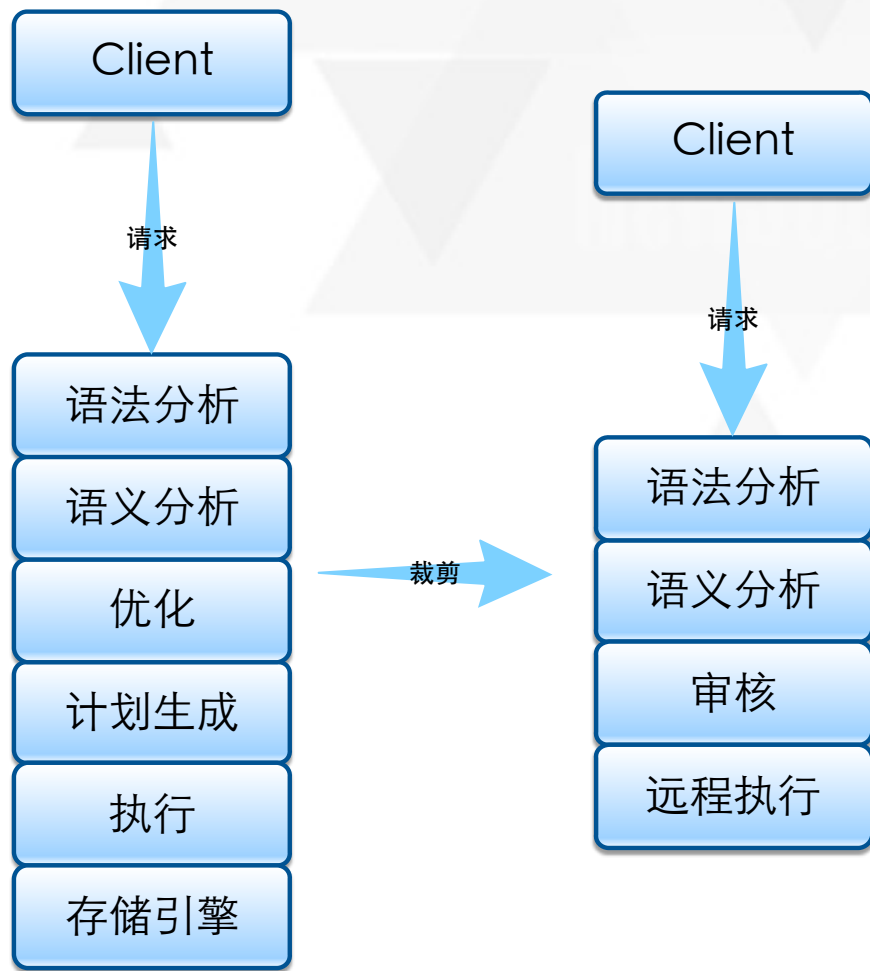 Client
请求
语法分析
语义分析
优化
计划生成
执行
存储引擎
裁剪
Client
请求
语法分析
语义分析
审核
远程执行